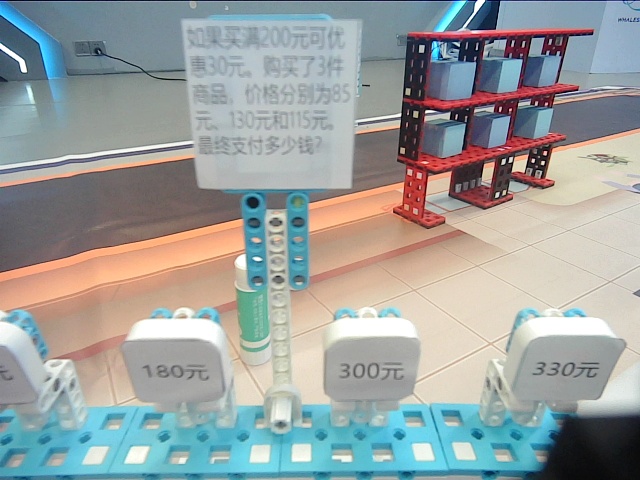 如果买满200元可优
惠30元。购买了3件
商品，价格分别为85
元、130元和115元。
最终支付多少钱？
元
180元
300元
330元
WHALES